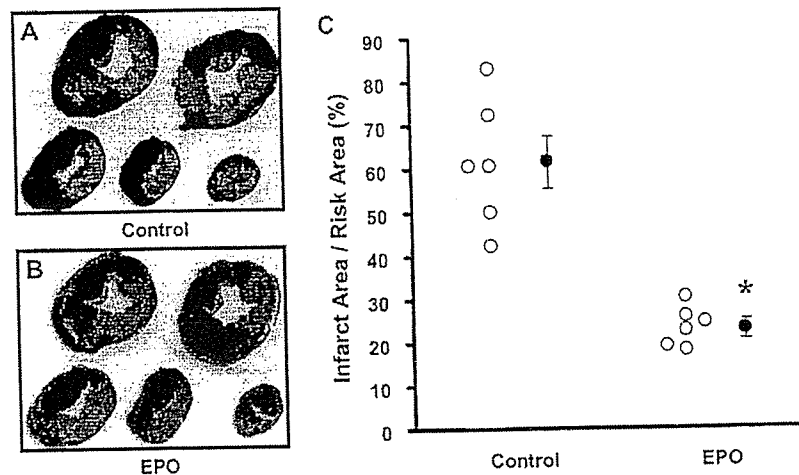 A
Control
B
EPO
C
Infarct Area / Risk Area (%)
90
80
70
60
50
40
30
20
10
0
*
Control
EPO